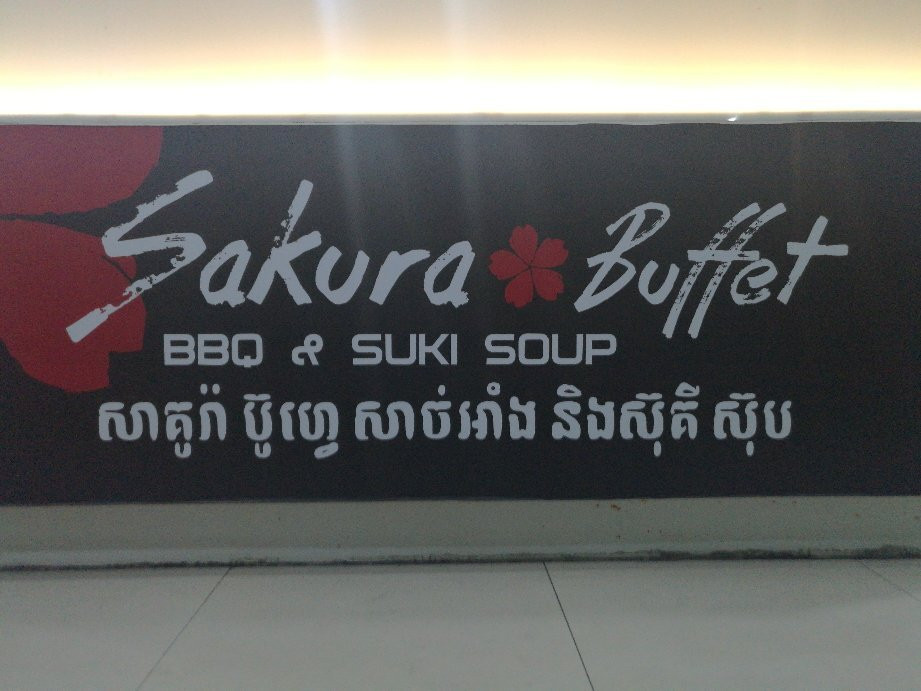 Sakura Buffet
BBQ & SUKI SOUP
សាគូរ៉ា ប៊ូហ្វេ សាច់អាំង និងស៊ុគី ស៊ុប